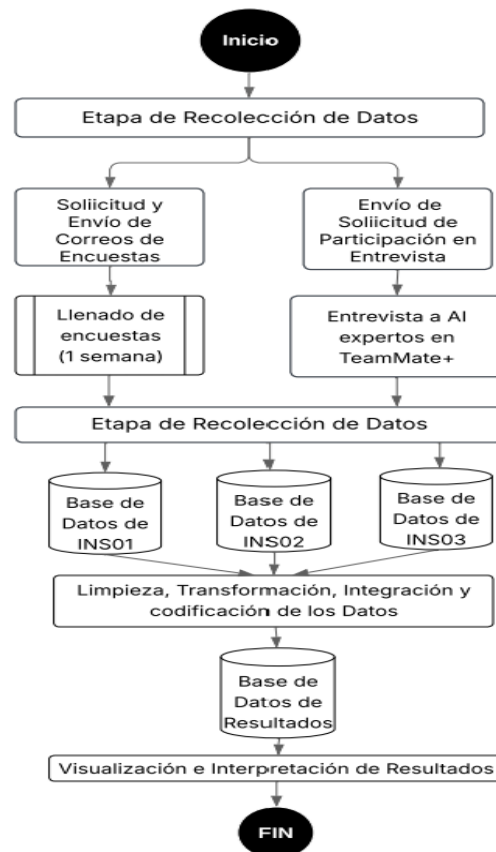 Inicio
Etapa de Recolección de Datos
Soliicitud y
Envío de
Correos de
Encuestas
Envío de
Soliicitud de
Participación en
Entrevista
Llenado de
encuestas
(1 semana)
Entrevista a AI
expertos en
TeamMate+
Etapa de Recolección de Datos
Base de
Datos de
INS01
Base de
Datos de
INS02
Base de
Datos de
INS03
Limpieza, Transformación, Integración y
codificación de los Datos
Base de
Datos de
Resultados
Visualización e Interpretación de Resultados
FIN